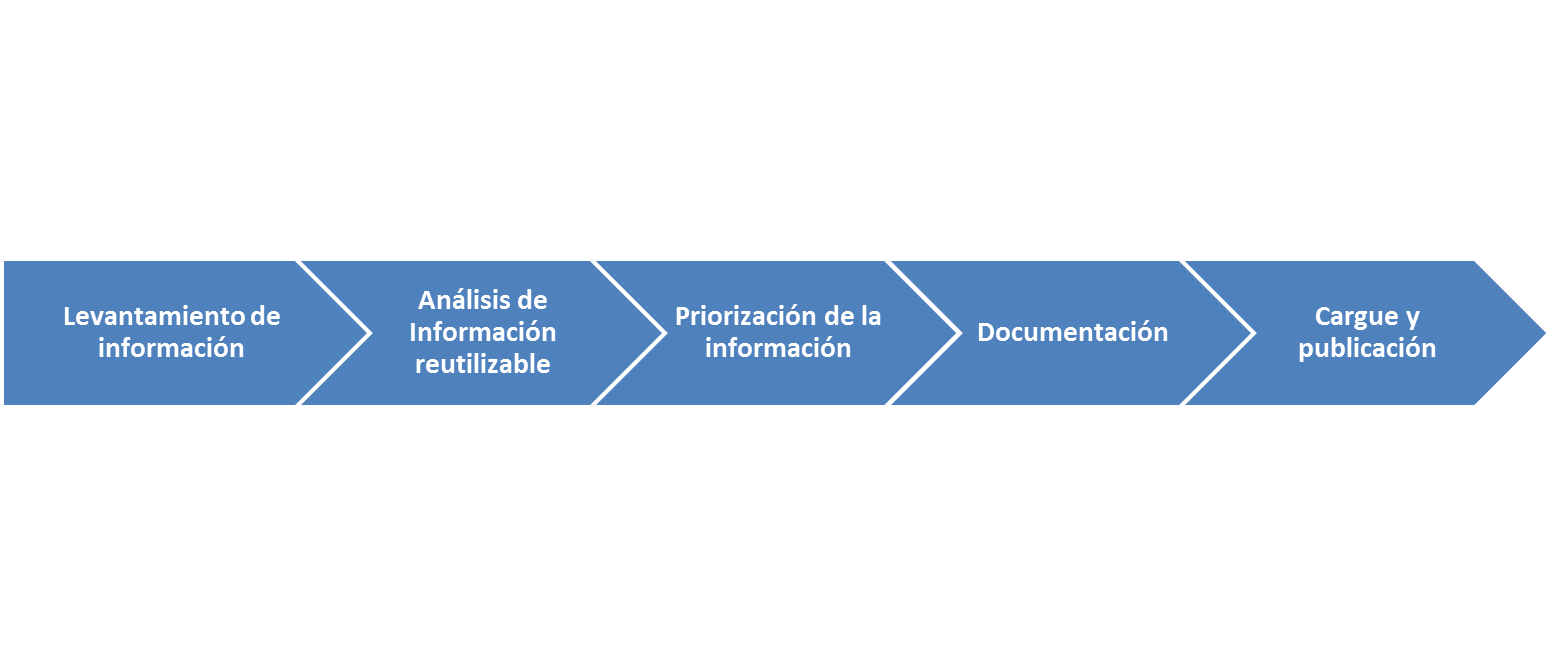 Levantamiento de
información
Análisis de
Información
reutilizable
Priorización de la
información
Documentación
Cargue y
publicación